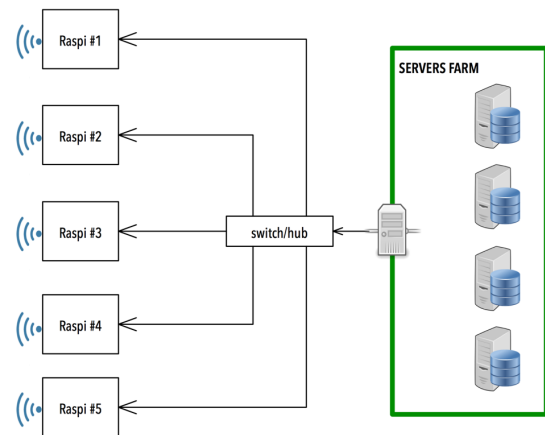 Raspi #1
SERVERS FARM
Raspi #2
Raspi #3
switch/hub
Raspi #4
Raspi #5